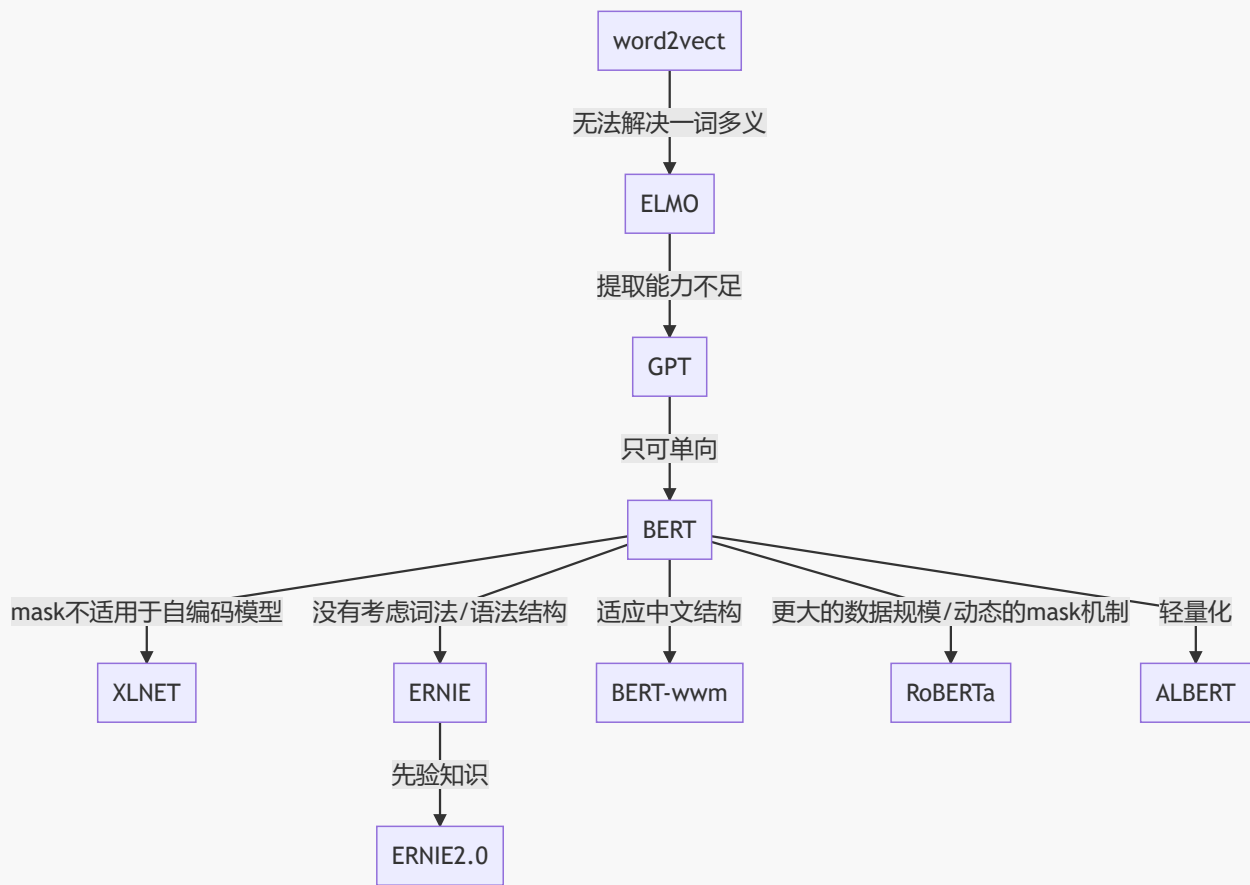 word2vect
无法解决一词多义
ELMO
提取能力不足
GPT
只可单向
BERT
mask不适用于自编码模型
没有考虑词法/语法结构
适应中文结构
更大的数据规模/动态的mask机制
轻量化
XLNET
ERNIE
BERT-wwm
RoBERTa
ALBERT
先验知识
ERNIE2.0